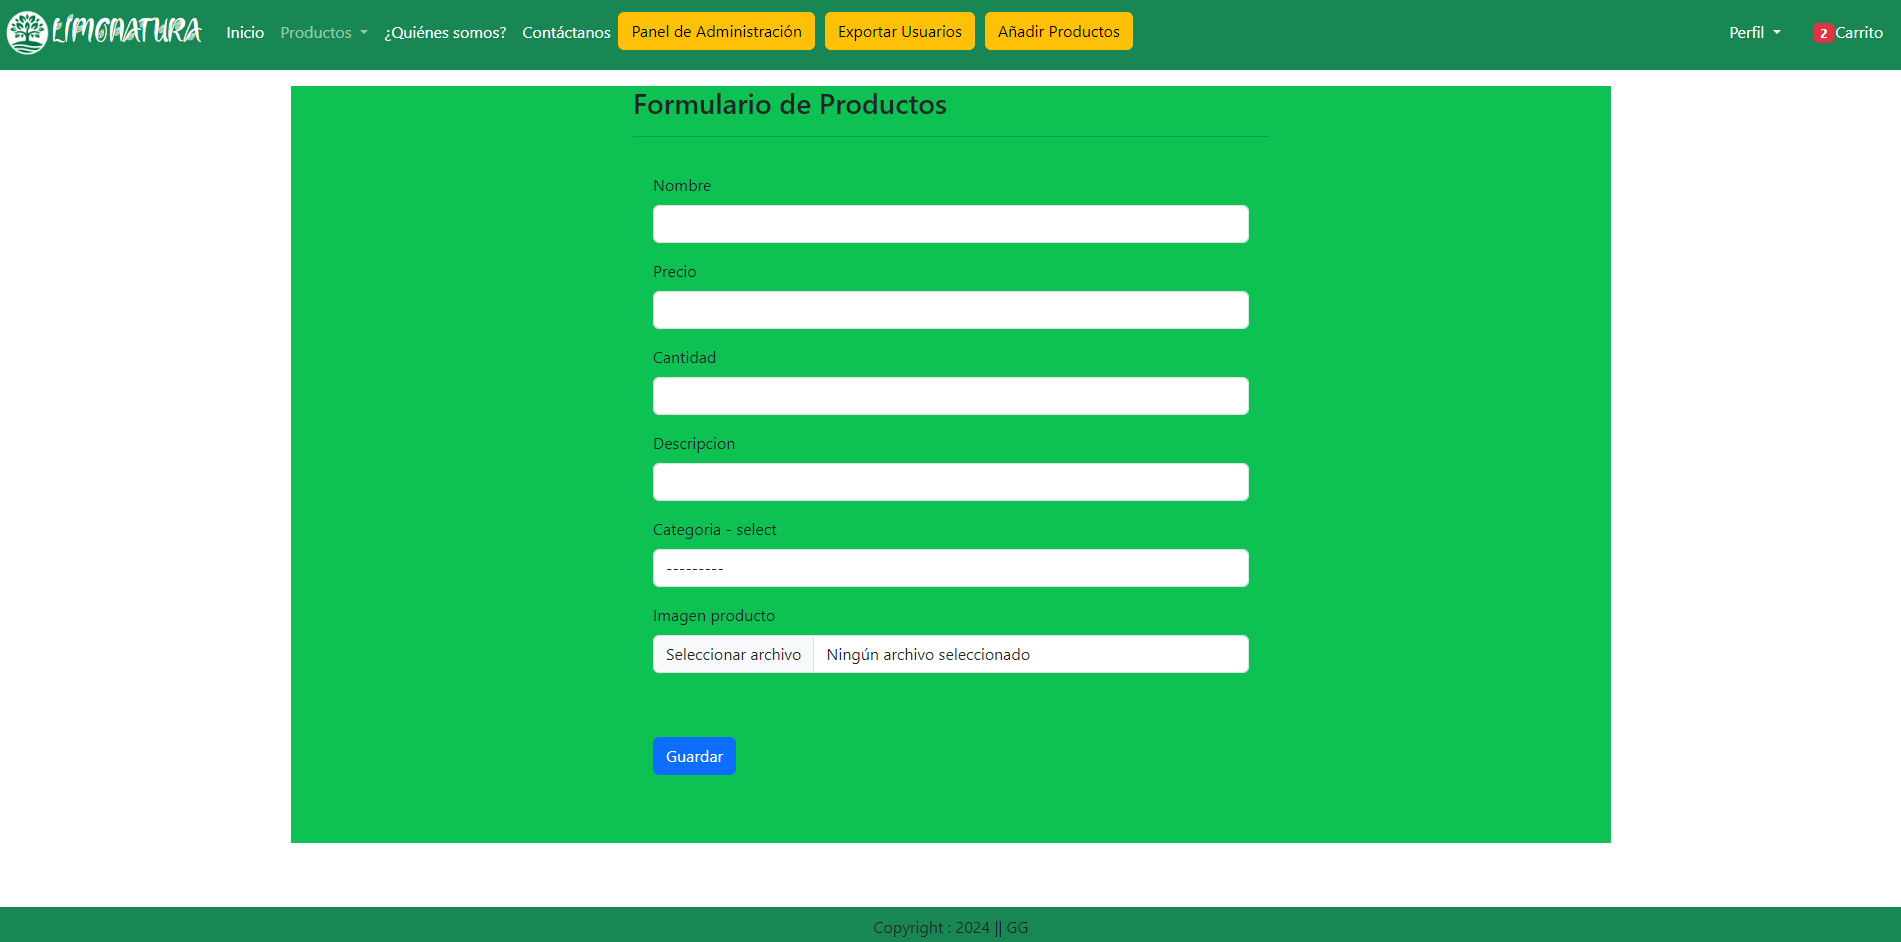 LIMONATURA Inicio Productos ¿Quiénes somos? Contáctanos Panel de Administración Exportar Usuarios Añadir Productos Perfil 2 Carrito
Formulario de Productos
Nombre
Precio
Cantidad
Descripcion
Categoria - select
---------
Imagen producto
Seleccionar archivo Ningún archivo seleccionado
Guardar
Copyright : 2024 || GG